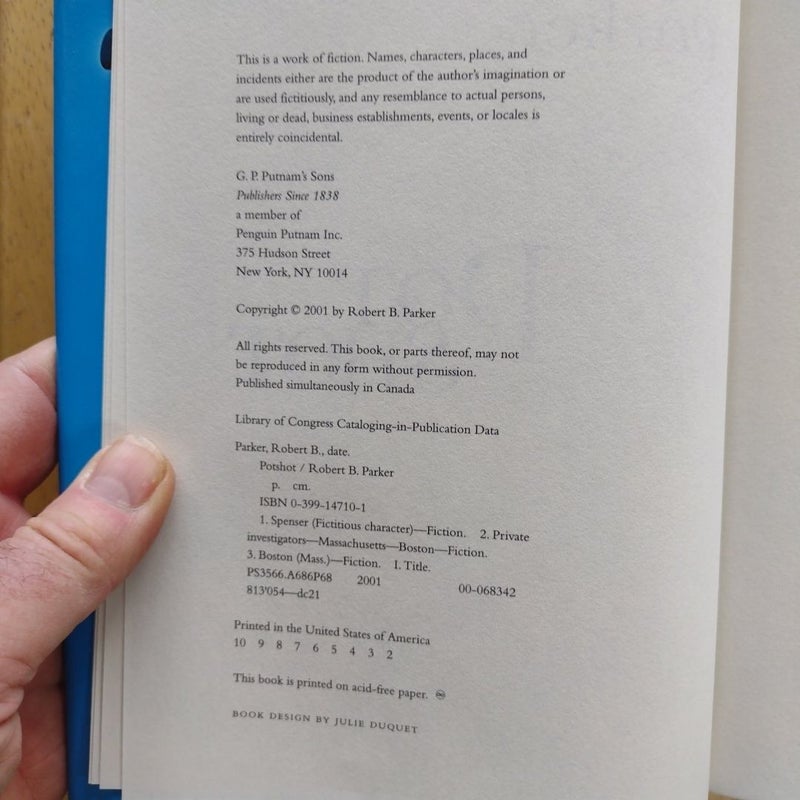 This is a work of fiction. Names, characters, places, and
incidents either are the product of the author's imagination or
are used fictitiously, and any resemblance to actual persons,
living or dead, business establishments, events, or locales is
entirely coincidental.
G. P. Putnam's Sons
Publishers Since 1838
a member of
Penguin Putnam Inc.
375 Hudson Street
New York, NY 10014
Copyright © 2001 by Robert B. Parker
All rights reserved. This book, or parts thereof, may not
be reproduced in any form without permission.
Published simultaneously in Canada
Library of Congress Cataloging-in-Publication Data
Parker, Robert B., date.
Potshot / Robert B. Parker
p. cm.
ISBN 0-399-14710-1
1. Spenser (Fictitious character)—Fiction. 2. Private
investigators—Massachusetts—Boston—Fiction.
3. Boston (Mass.)—Fiction. I. Title.
PS3566.A686P68 2001 00-068342
813'054—dc21
Printed in the United States of America
10 9 8 7 6 5 4 3 2
This book is printed on acid-free paper. ♾
BOOK DESIGN BY JULIE DUQUET